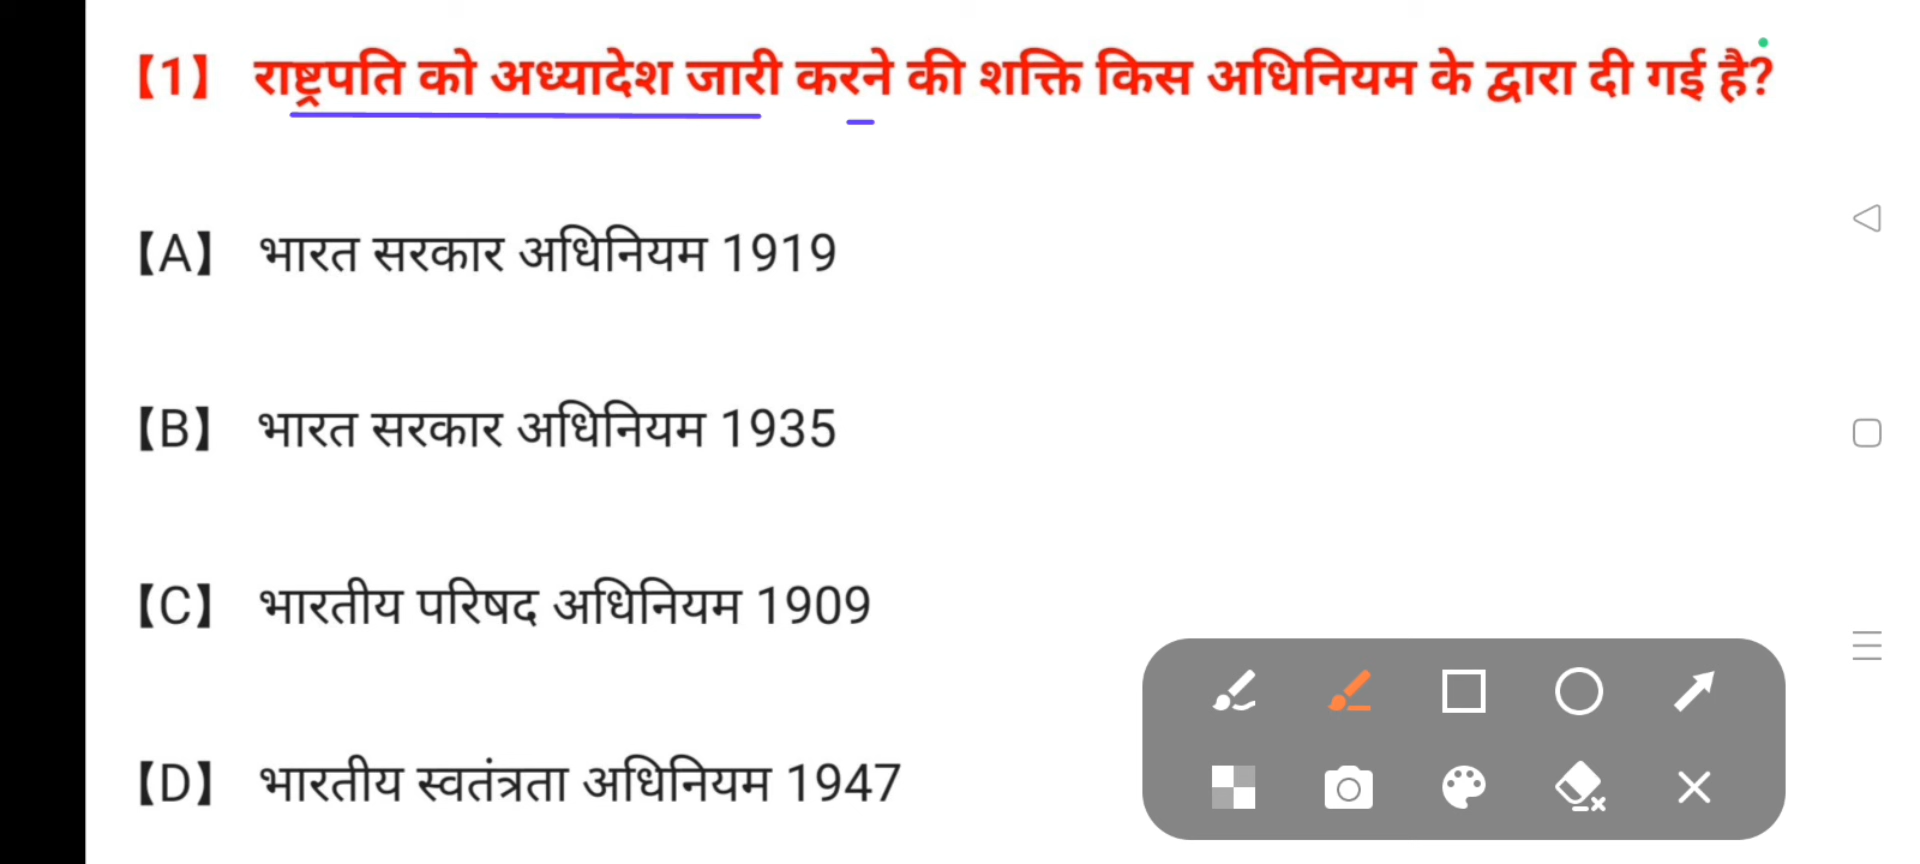 【1】 राष्ट्रपति को अध्यादेश जारी करने की शक्ति किस अधिनियम के द्वारा दी गई है?
【A】 भारत सरकार अधिनियम 1919
【B】 भारत सरकार अधिनियम 1935
【C】 भारतीय परिषद अधिनियम 1909
【D】 भारतीय स्वतंत्रता अधिनियम 1947